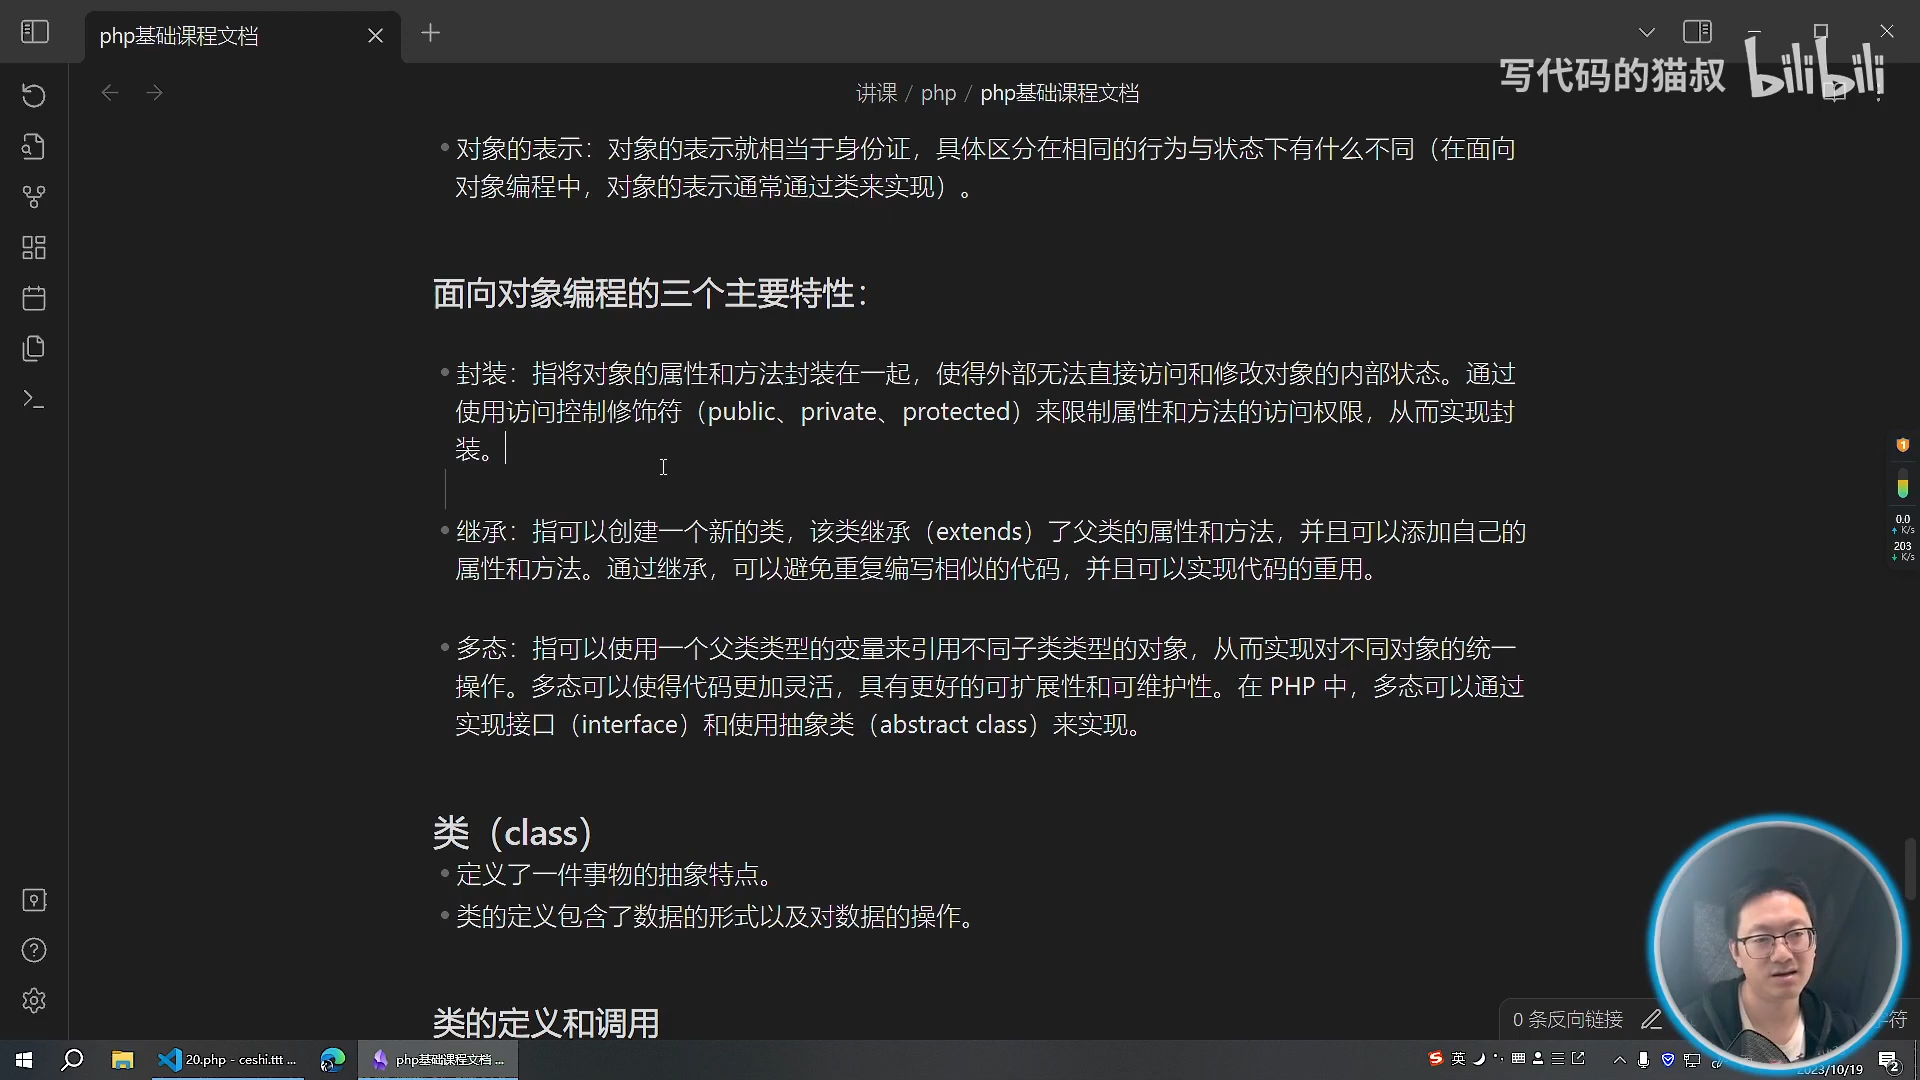 php基础课程文档
写代码的猫叔 bilibili
讲课 / php / php基础课程文档
对象的表示：对象的表示就相当于身份证，具体区分在相同的行为与状态下有什么不同（在面向
对象编程中，对象的表示通常通过类来实现）。
面向对象编程的三个主要特性：
封装：指将对象的属性和方法封装在一起，使得外部无法直接访问和修改对象的内部状态。通过
使用访问控制修饰符（public、private、protected）来限制属性和方法的访问权限，从而实现封
装。
继承：指可以创建一个新的类，该类继承（extends）了父类的属性和方法，并且可以添加自己的
属性和方法。通过继承，可以避免重复编写相似的代码，并且可以实现代码的重用。
多态：指可以使用一个父类类型的变量来引用不同子类类型的对象，从而实现对不同对象的统一
操作。多态可以使得代码更加灵活，具有更好的可扩展性和可维护性。在 PHP 中，多态可以通过
实现接口（interface）和使用抽象类（abstract class）来实现。
类（class）
定义了一件事物的抽象特点。
类的定义包含了数据的形式以及对数据的操作。
类的定义和调用
1
0.0
K/s
203
K/s
0 条反向链接
字符
20.php - ceshi.ttt ...
php基础课程文档 ...
英
2023/10/19
2